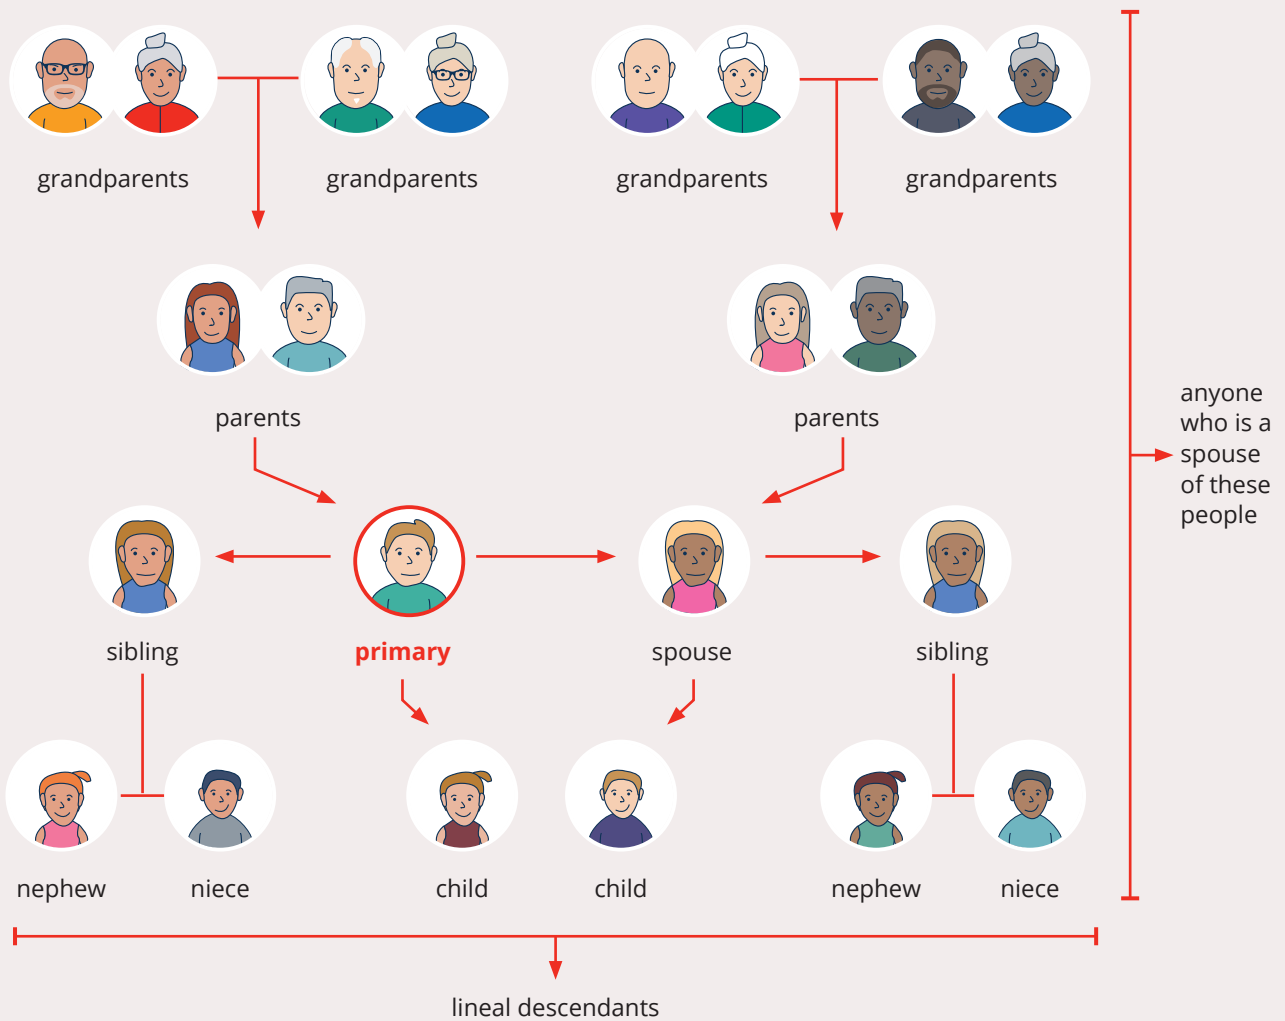 grandparents
grandparents
grandparents
grandparents
parents
parents
anyone
who is a
spouse
of these
people
sibling
primary
spouse
sibling
nephew
niece
child
child
nephew
niece
lineal descendants